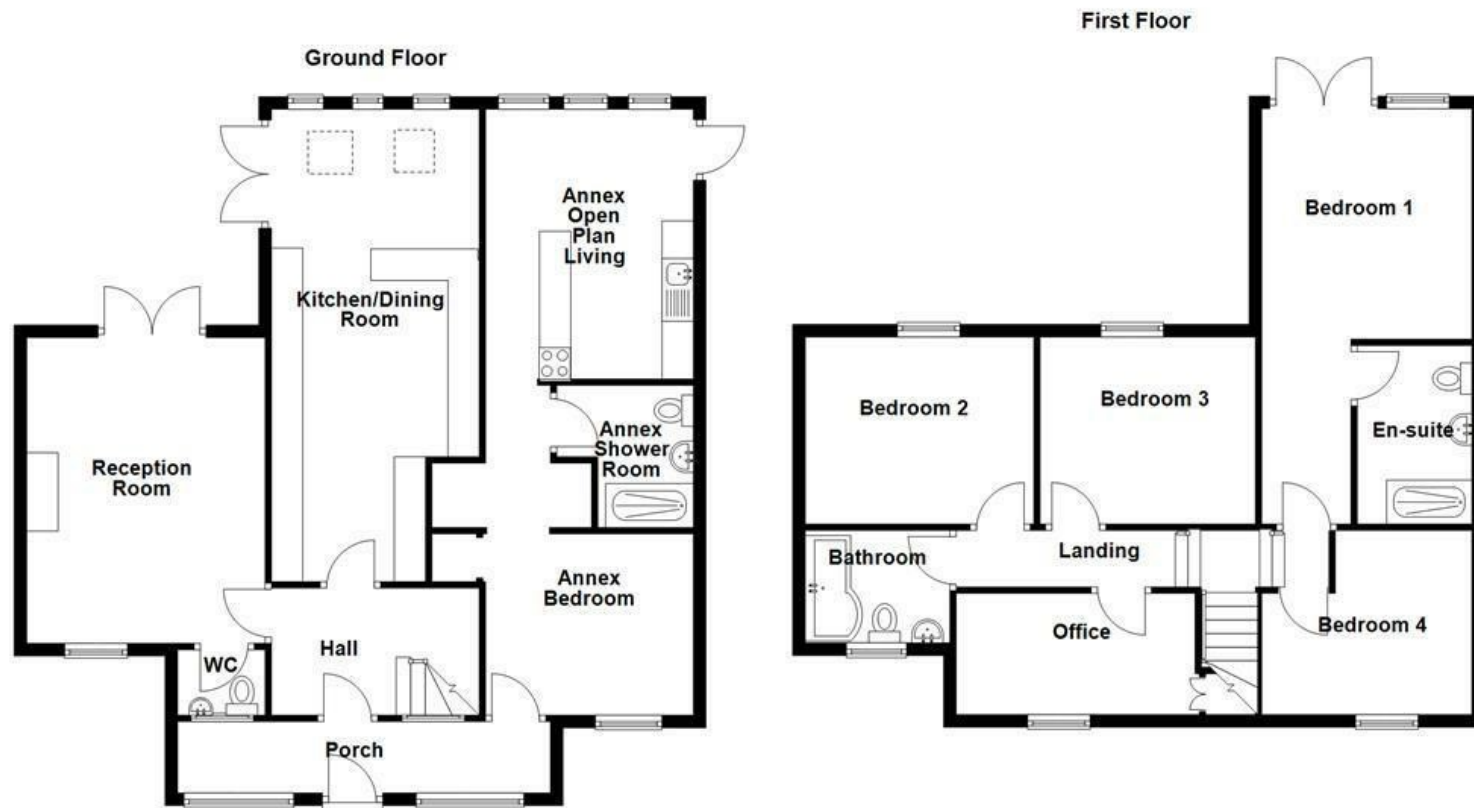 Ground Floor
Annex
Open
Plan
Living
Kitchen/Dining
Room
Annex
Shower
Room
Reception
Room
Annex
Bedroom
Hall
WC
Porch
First Floor
Bedroom 1
Bedroom 2
Bedroom 3
En-suite
Bathroom
Landing
Office
Bedroom 4